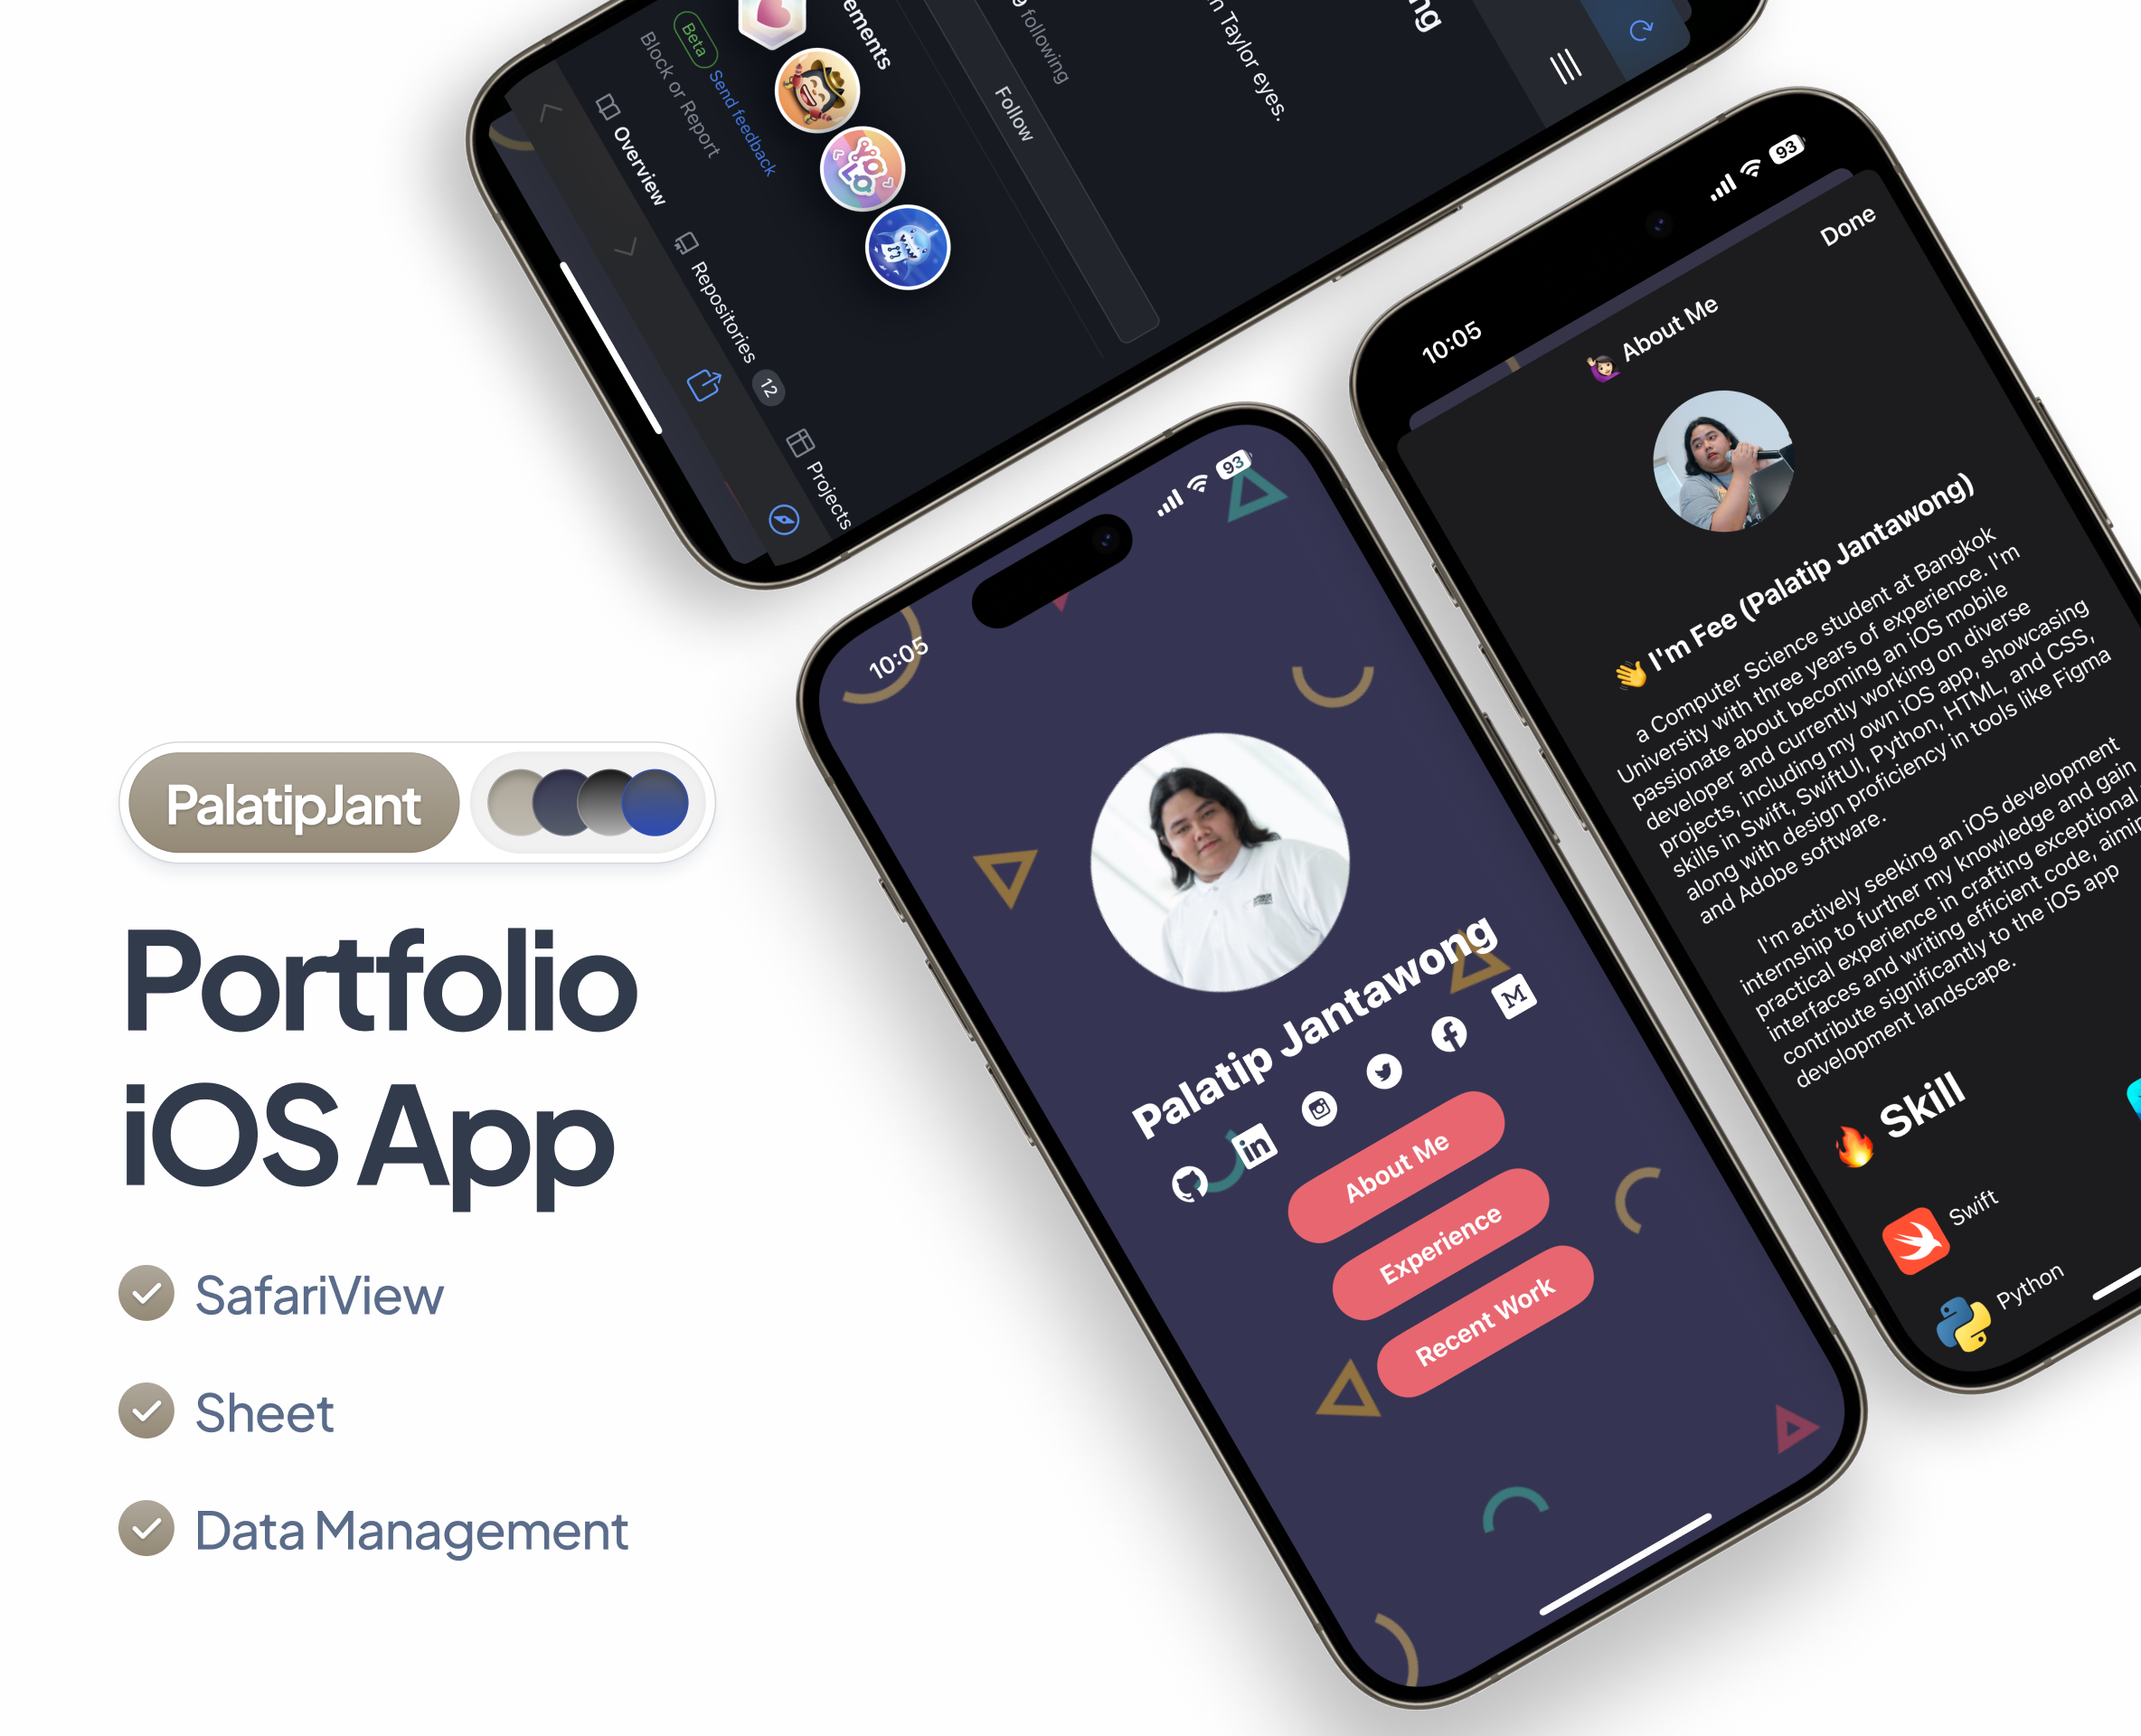 PalatipJant
Portfolio
iOS App
SafariView
Sheet
Data Management
Taylor eyes.
following
Follow
Beta Send feedback
Block or Report
Overview
Repositories 12
Projects
YOLO
10:05
93
Palatip Jantawong
in
M
About Me
Experience
Recent Work
10:05
93
Done
About Me
I'm Fee (Palatip Jantawong)
a Computer Science student at Bangkok
University with three years of experience. I'm
passionate about becoming an iOS mobile
developer and currently working on diverse
projects, including my own iOS app, showcasing
skills in Swift, SwiftUI, Python, HTML, and CSS,
along with design proficiency in tools like Figma
and Adobe software.
I'm actively seeking an iOS development
internship to further my knowledge and gain
practical experience in crafting exceptional
interfaces and writing efficient code,
contribute significantly to the iOS app
development landscape.
Skill
Swift
Python